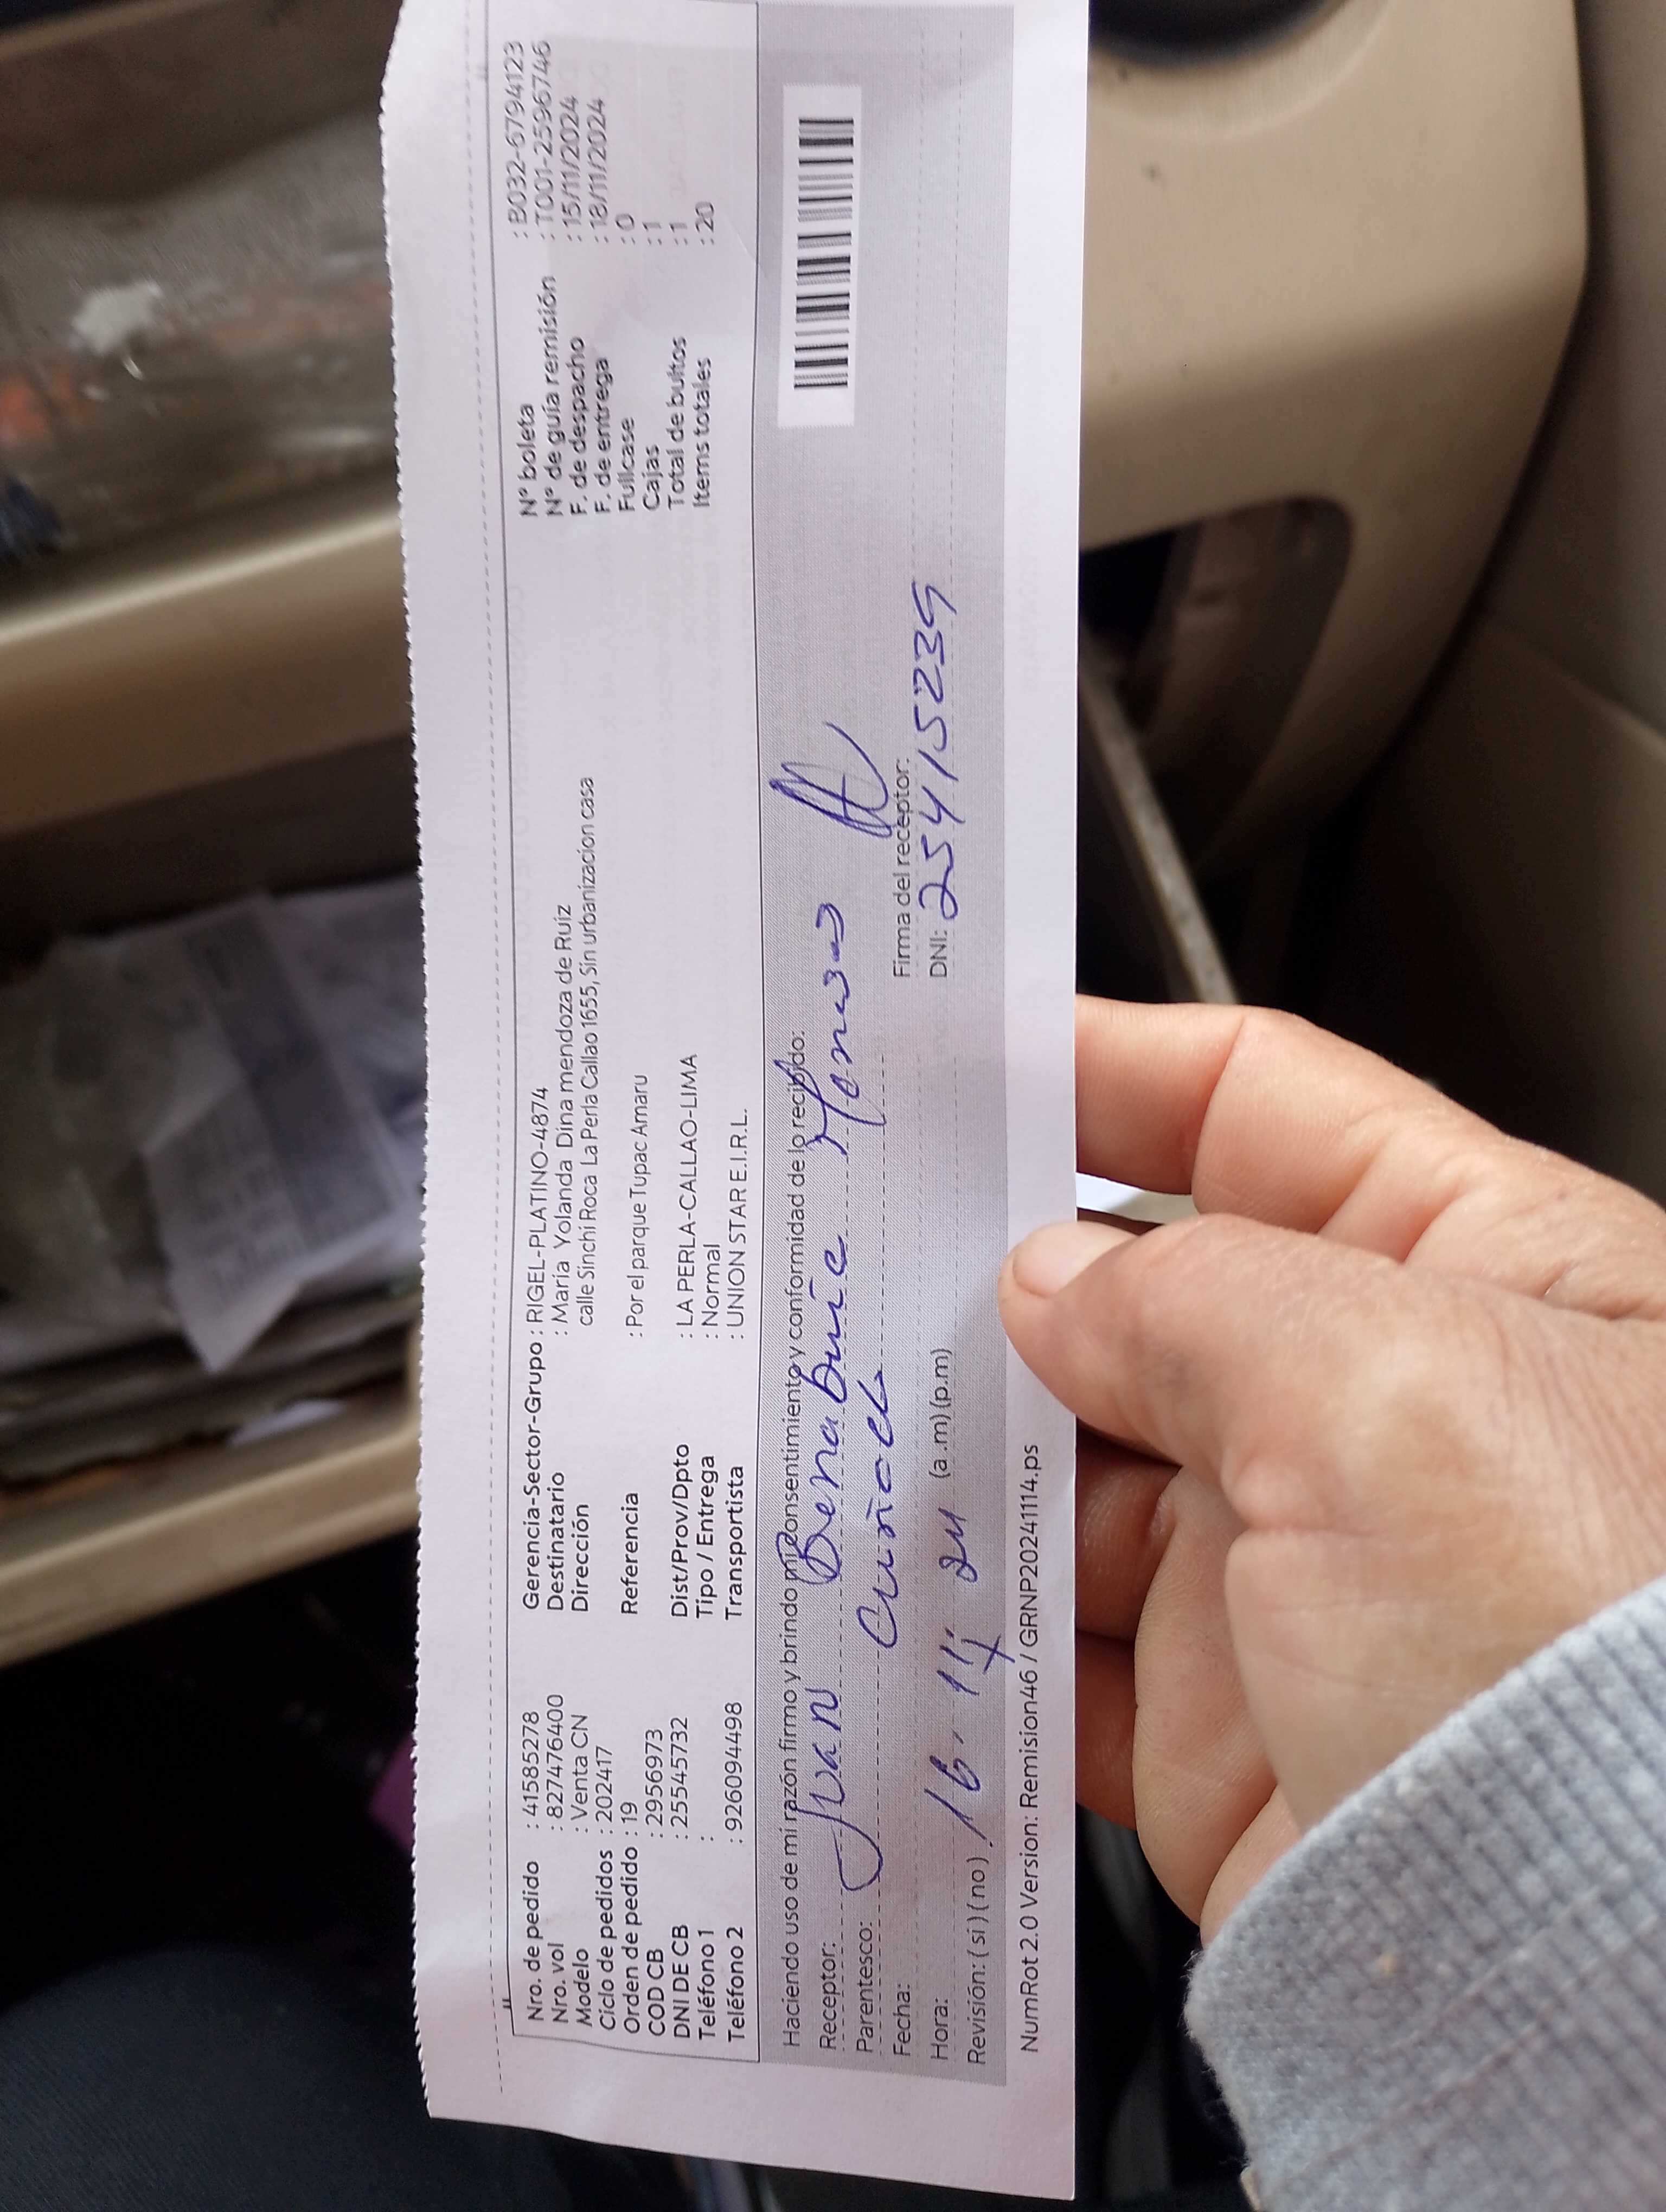 Nro. de pedido : 41585278 Gerencia-Sector-Grupo : RIGEL-PLATINO-4874 N° boleta : B032-6794123
Nro. vol : 827476400 Destinatario : Maria Yolanda Dina mendoza de Ruiz N° de guía remisión : T001-2596746
Modelo : Venta CN Dirección calle Sinchi Roca La Perla Callao 1655, Sin urbanizacion casa F. de despacho : 15/11/2024
Ciclo de pedidos : 202417 F. de entrega : 18/11/2024
Orden de pedido : 19 Referencia : Por el parque Tupac Amaru Fullcase : 0
COD CB : 2956973 Cajas : 1
DNI DE CB : 25545732 Dist/Prov/Dpto : LA PERLA-CALLAO-LIMA Total de bultos : 1
Teléfono 1 : Tipo / Entrega : Normal Items totales : 20
Teléfono 2 : 926094498 Transportista : UNION STAR E.I.R.L.
Haciendo uso de mi razón firmo y brindo mi consentimiento y conformidad de lo recibido:
Receptor: Juan Benabuie
Parentesco: Cuñado
Fecha: Firma del receptor:
Hora: 16. 11. 24 (a .m) (p.m) DNI: 25415239
Revisión: ( si ) ( no )
NumRot 2.0 Version: Remision46 / GRNP20241114.ps